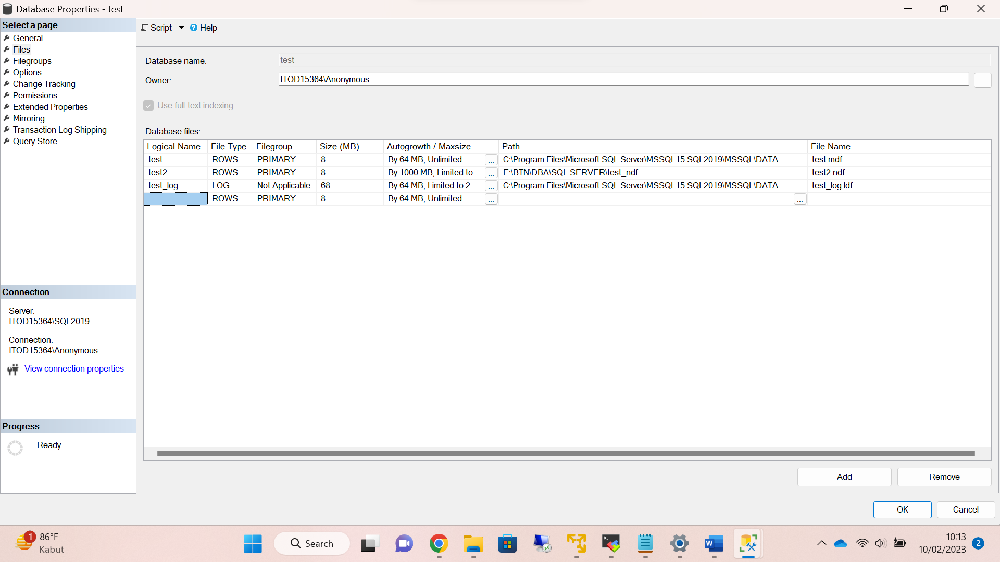 Database Properties - test
Select a page
General
Files
Filegroups
Options
Change Tracking
Permissions
Extended Properties
Mirroring
Transaction Log Shipping
Query Store
Connection
Server:
ITOD15364\SQL2019
Connection:
ITOD15364\Anonymous
View connection properties
Progress
Ready
Script ? Help
Database name: test
Owner: ITOD15364\Anonymous ...
Use full-text indexing
Database files:
Logical Name File Type Filegroup Size (MB) Autogrowth / Maxsize Path File Name
test ROWS ... PRIMARY 8 By 64 MB, Unlimited ... C:\Program Files\Microsoft SQL Server\MSSQL15.SQL2019\MSSQL\DATA test.mdf
test2 ROWS ... PRIMARY 8 By 1000 MB, Limited to... ... E:\BTN\DBA\SQL SERVER\test_ndf test2.ndf
test_log LOG Not Applicable 68 By 64 MB, Limited to 2... ... C:\Program Files\Microsoft SQL Server\MSSQL15.SQL2019\MSSQL\DATA test_log.ldf
ROWS ... PRIMARY 8 By 64 MB, Unlimited ... ...
Add Remove
OK Cancel
1 86°F
Kabut
Search
W
10:13
10/02/2023
2